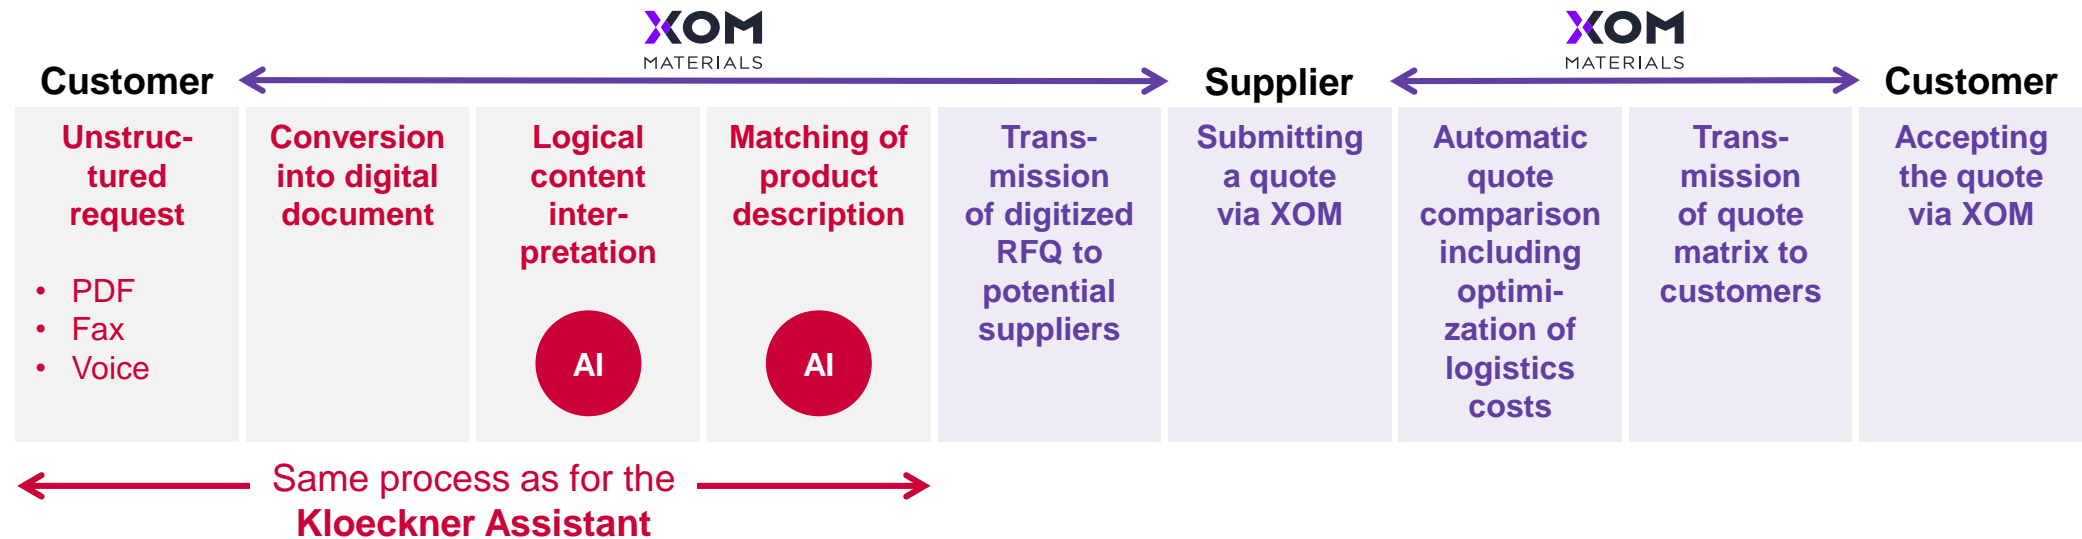 XOM
MATERIALS
XOM
MATERIALS
Customer
Supplier
Customer
Unstruc-
tured
request
• PDF
• Fax
• Voice
Conversion
into digital
document
Logical
content
inter-
pretation
AI
Matching of
product
description
AI
Trans-
mission
of digitized
RFQ to
potential
suppliers
Submitting
a quote
via XOM
Automatic
quote
comparison
including
optimi-
zation of
logistics
costs
Trans-
mission
of quote
matrix to
customers
Accepting
the quote
via XOM
Same process as for the
Kloeckner Assistant